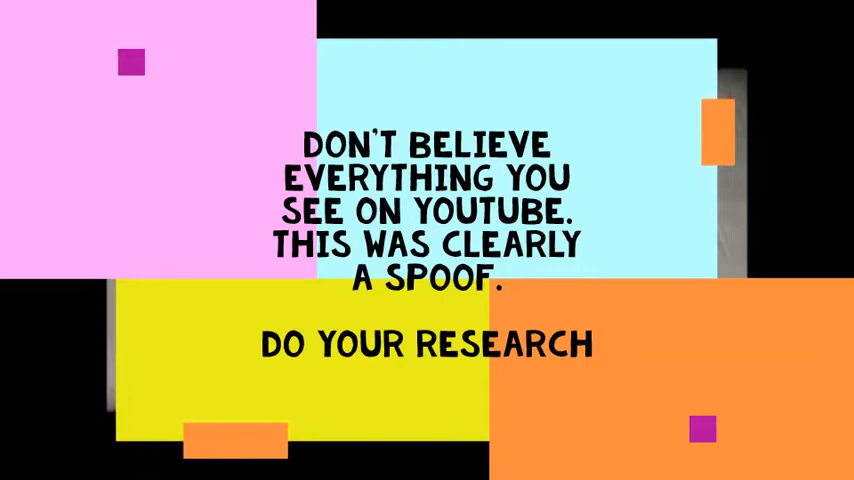 DON'T BELIEVE
EVERYTHING YOU
SEE ON YOUTUBE.
THIS WAS CLEARLY
A SPOOF.
DO YOUR RESEARCH